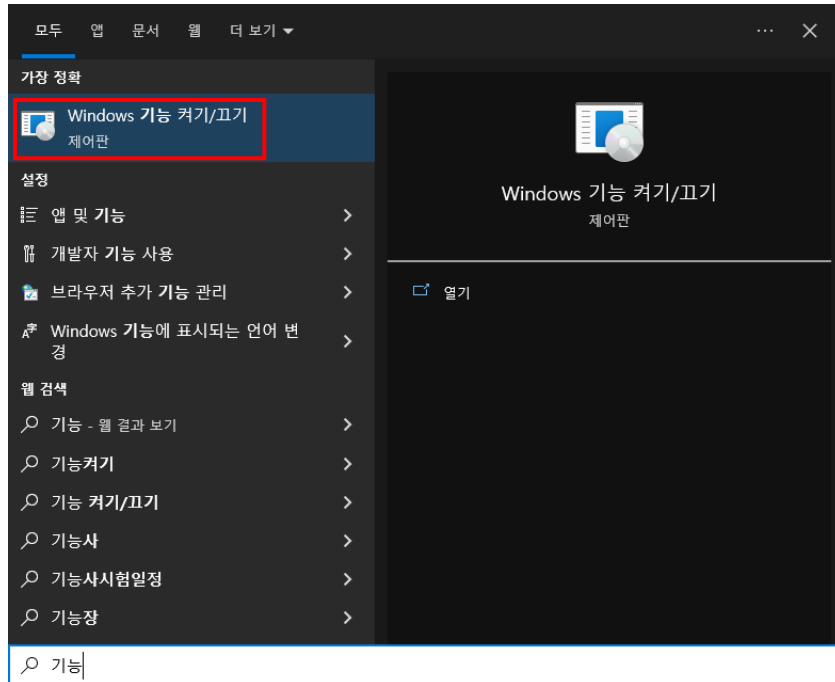 모두 앱 문서 웹 더 보기
가장 정확
Windows 기능 켜기/끄기
제어판
설정
앱 및 기능
개발자 기능 사용
브라우저 추가 기능 관리
Windows 기능에 표시되는 언어 변
경
웹 검색
기능 - 웹 결과 보기
기능켜기
기능 켜기/끄기
기능사
기능사시험일정
기능장
기능
Windows 기능 켜기/끄기
제어판
열기